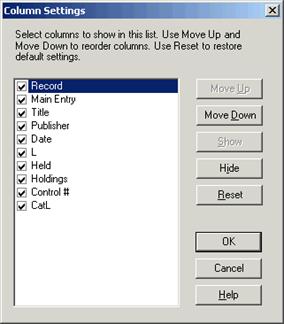 Column Settings
Select columns to show in this list. Use Move Up and
Move Down to reorder columns. Use Reset to restore
default settings.
Record
Main Entry
Title
Publisher
Date
L
Held
Holdings
Control #
CatL
Move Up
Move Down
Show
Hide
Reset
OK
Cancel
Help